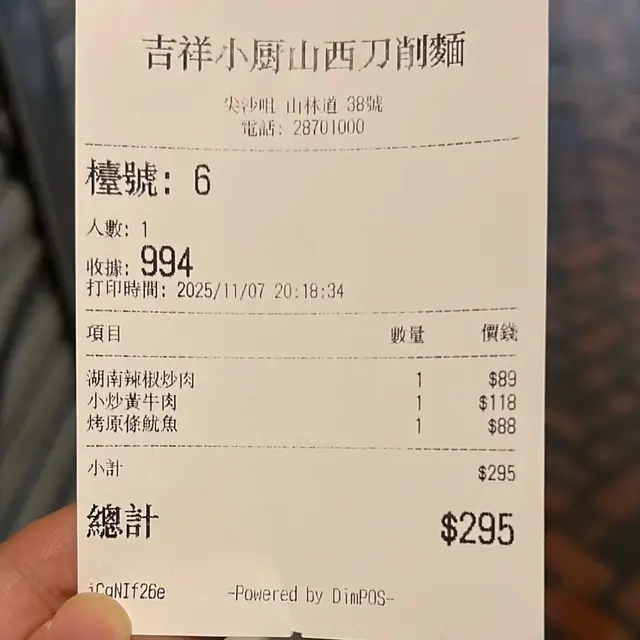 吉祥小厨山西刀削麵
尖沙咀 山林道 38號
電話: 28701000
檯號: 6
人數: 1
收據: 994
打印時間: 2025/11/07 20:18:34
項目 數量 價錢
湖南辣椒炒肉 1 $89
小炒黃牛肉 1 $118
烤原條魷魚 1 $88
小計 $295
總計 $295
-Powered by DimPOS-